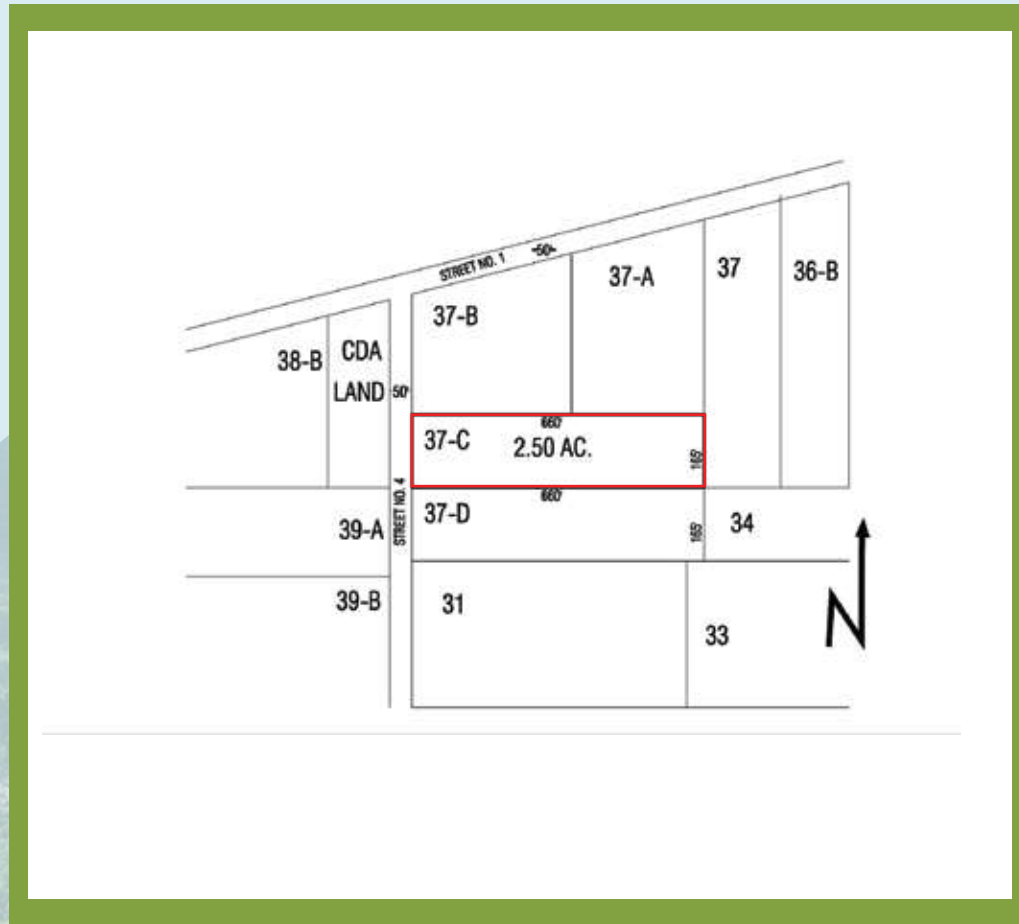 STREET NO. 1
50'
37-A
37
36-B
37-B
38-B
CDA
LAND
50'
660'
37-C
2.50 AC.
165'
660'
STREET NO. 4
37-D
165'
34
39-A
39-B
31
33
N